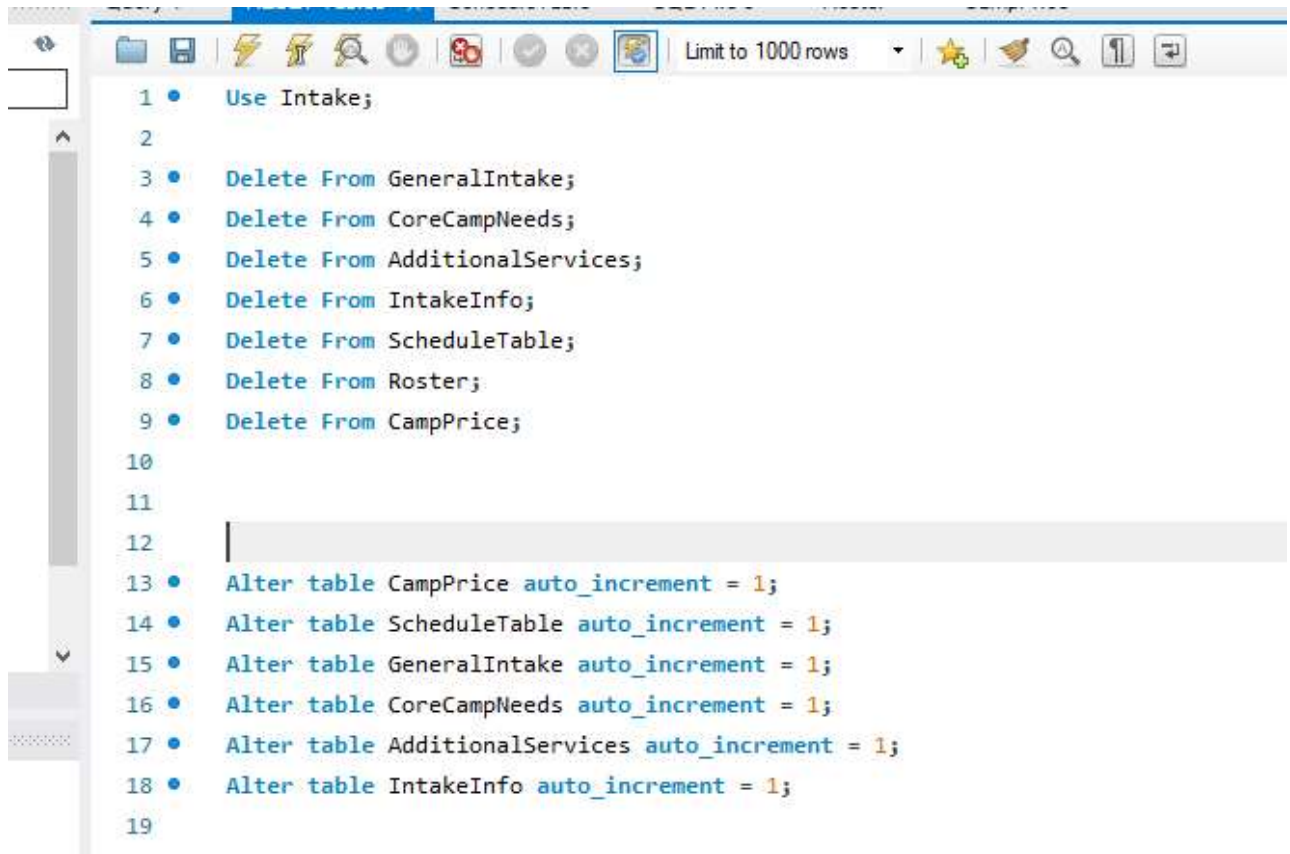 Limit to 1000 rows
1 Use Intake;
2
3 Delete From GeneralIntake;
4 Delete From CoreCampNeeds;
5 Delete From AdditionalServices;
6 Delete From IntakeInfo;
7 Delete From ScheduleTable;
8 Delete From Roster;
9 Delete From CampPrice;
10
11
12
13 Alter table CampPrice auto_increment = 1;
14 Alter table ScheduleTable auto_increment = 1;
15 Alter table GeneralIntake auto_increment = 1;
16 Alter table CoreCampNeeds auto_increment = 1;
17 Alter table AdditionalServices auto_increment = 1;
18 Alter table IntakeInfo auto_increment = 1;
19